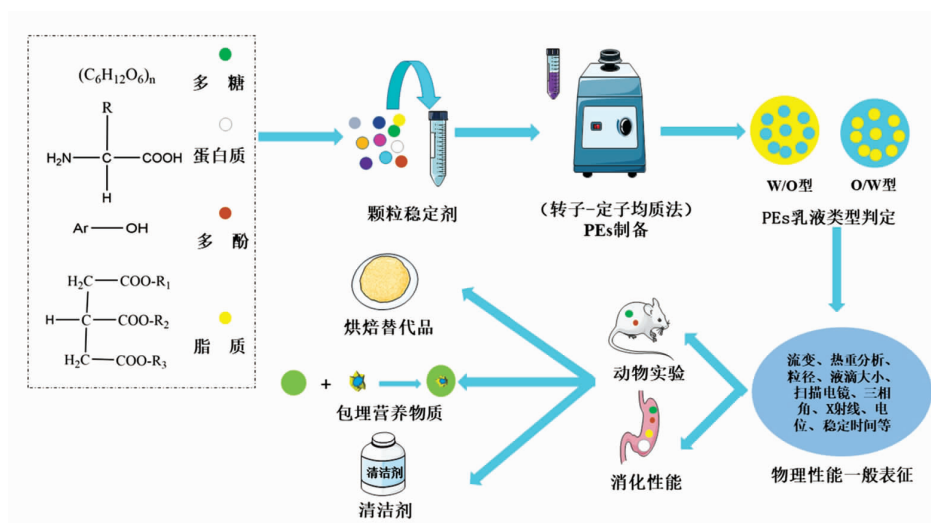 (C₆H₁₂O₆)n
多 糖
R
蛋白质
H₂N
C
COOH
H
Ar
OH
多 酚
H₂C
COO-R₁
H
C
COO-R₂
H₂C
COO-R₃
脂 质
颗粒稳定剂
(转子-定子均质法)
PEs制备
W/O型
O/W型
PEs乳液类型判定
流变、热重分析、
粒径、液滴大小、
扫描电镜、三相
角、X射线、电
位、稳定时间等
物理性能一般表征
动物实验
消化性能
烘焙替代品
+
包埋营养物质
清洁剂
清洁剂